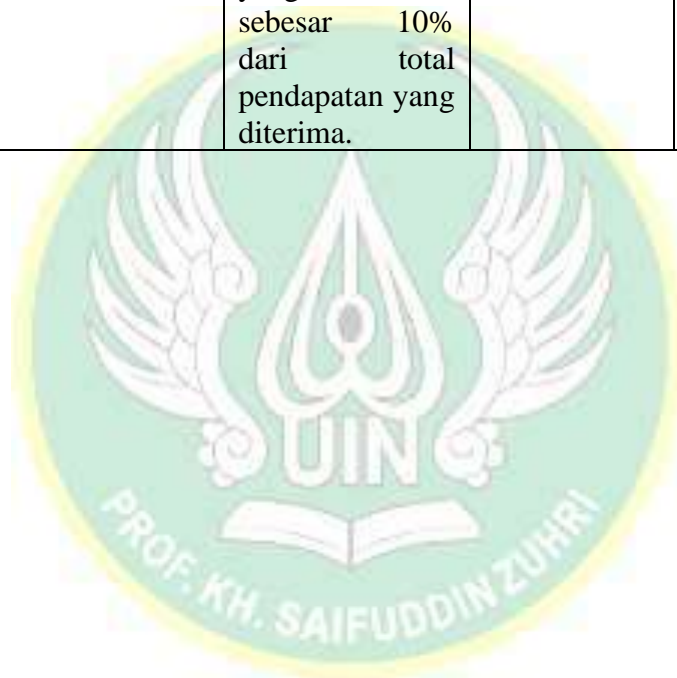 sebesar 10%
dari total
pendapatan yang
diterima.
UIN
PROF. KH. SAIFUDDIN ZUHRI